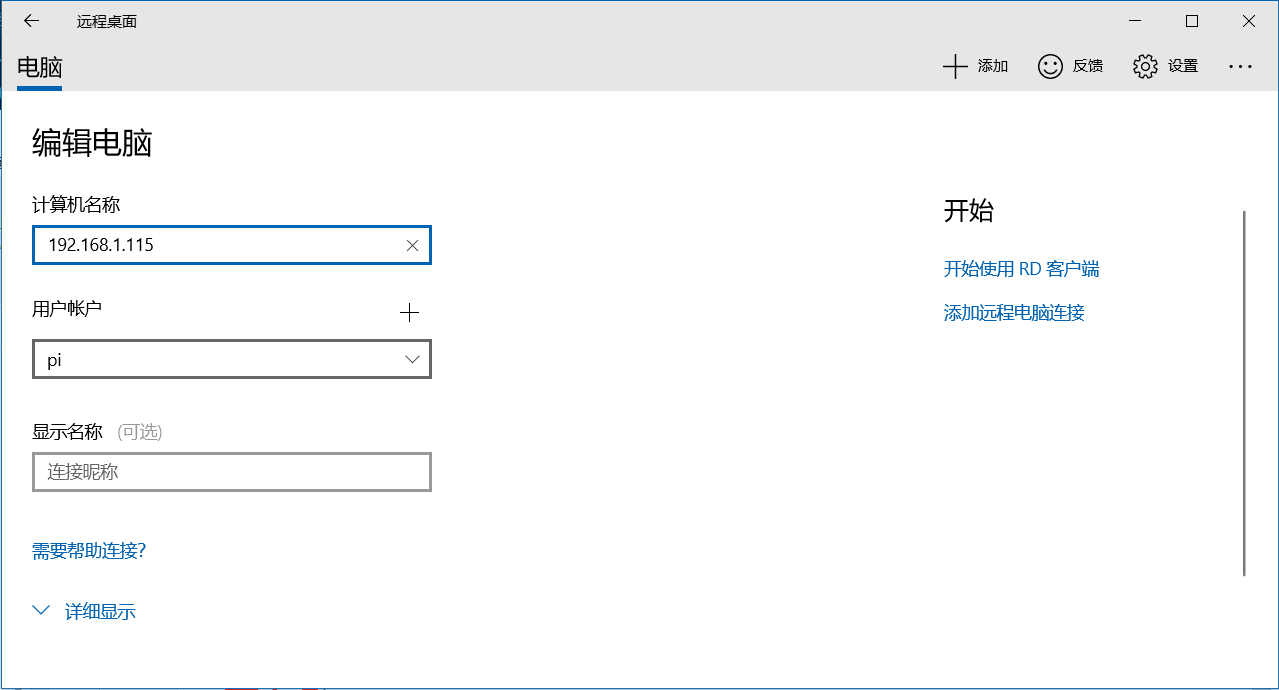 远程桌面
电脑
添加
反馈
设置
编辑电脑
计算机名称
192.168.1.115
用户帐户
pi
显示名称 (可选)
连接昵称
需要帮助连接?
详细显示
开始
开始使用 RD 客户端
添加远程电脑连接